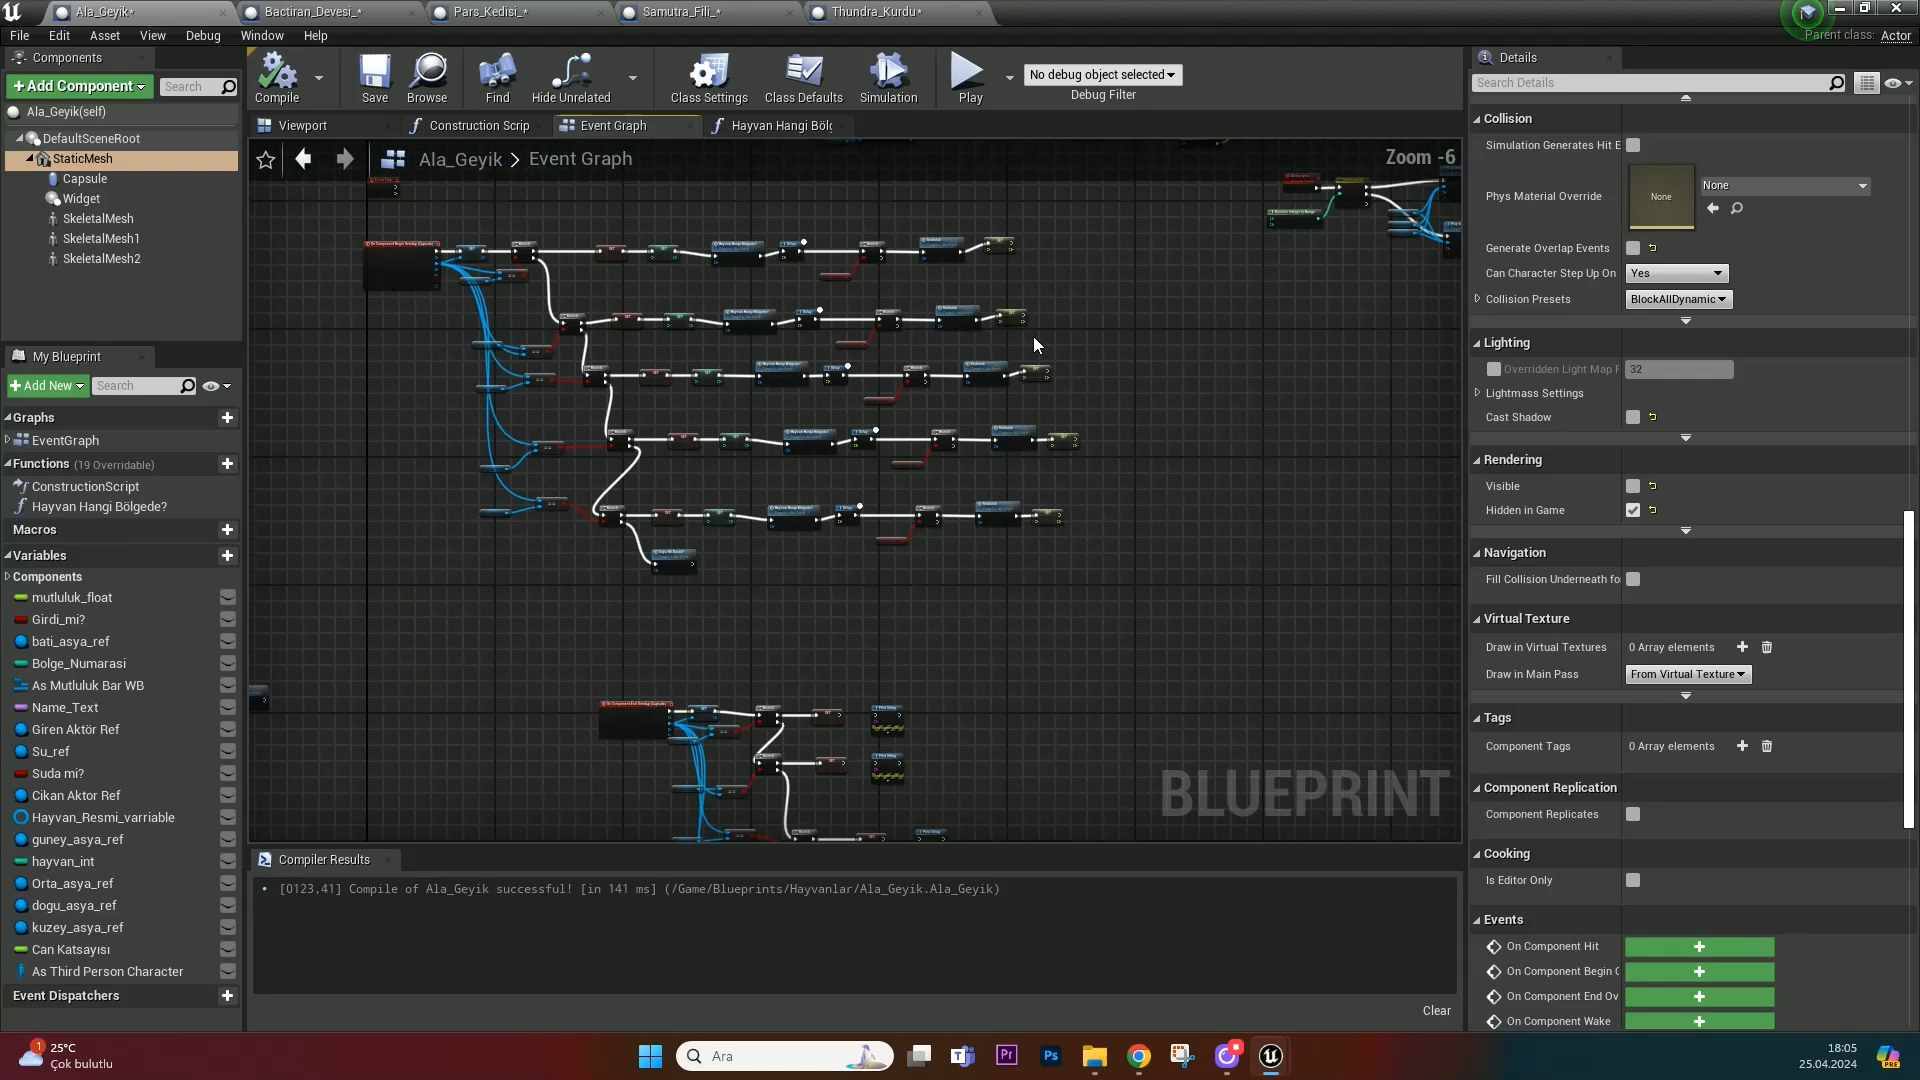 Ala_Geyik*
Bactiran_Devesi_*
Pars_Kedisi_*
Samutra_Fili_*
Thundra_Kurdu*
File Edit Asset View Debug Window Help
Parent class: Actor
Components
+Add Component
Search
Ala_Geyik(self)
DefaultSceneRoot
StaticMesh
Capsule
Widget
SkeletalMesh
SkeletalMesh1
SkeletalMesh2
My Blueprint
+Add New
Search
Graphs
EventGraph
Functions (19 Overridable)
ConstructionScript
Hayvan Hangi Bölgede?
Macros
Variables
Components
mutluluk_float
Girdi_mi?
bati_asya_ref
Bolge_Numarasi
As Mutluluk Bar WB
Name_Text
Giren Aktör Ref
Su_ref
Suda mi?
Cikan Aktor Ref
Hayvan_Resmi_varriable
guney_asya_ref
hayvan_int
Orta_asya_ref
dogu_asya_ref
kuzey_asya_ref
Can Katsayısı
As Third Person Character
Event Dispatchers
Compile
Save
Browse
Find
Hide Unrelated
Class Settings
Class Defaults
Simulation
Play
No debug object selected
Debug Filter
Viewport
Construction Scrip
Event Graph
Hayvan Hangi Bölg
Ala_Geyik > Event Graph
Zoom -6
BLUEPRINT
Compiler Results
[0123,41] Compile of Ala_Geyik successful! [in 141 ms] (/Game/Blueprints/Hayvanlar/Ala_Geyik.Ala_Geyik)
Clear
Details
Search Details
Collision
Simulation Generates Hit E
Phys Material Override
None
None
Generate Overlap Events
Can Character Step Up On
Yes
Collision Presets
BlockAllDynamic
Lighting
Overridden Light Map R
32
Lightmass Settings
Cast Shadow
Rendering
Visible
Hidden in Game
Navigation
Fill Collision Underneath fo
Virtual Texture
Draw in Virtual Textures
0 Array elements
Draw in Main Pass
From Virtual Texture
Tags
Component Tags
0 Array elements
Component Replication
Component Replicates
Cooking
Is Editor Only
Events
On Component Hit
On Component Begin O
On Component End Ov
On Component Wake
1
25°C
Çok bulutlu
Ara
18:05
25.04.2024